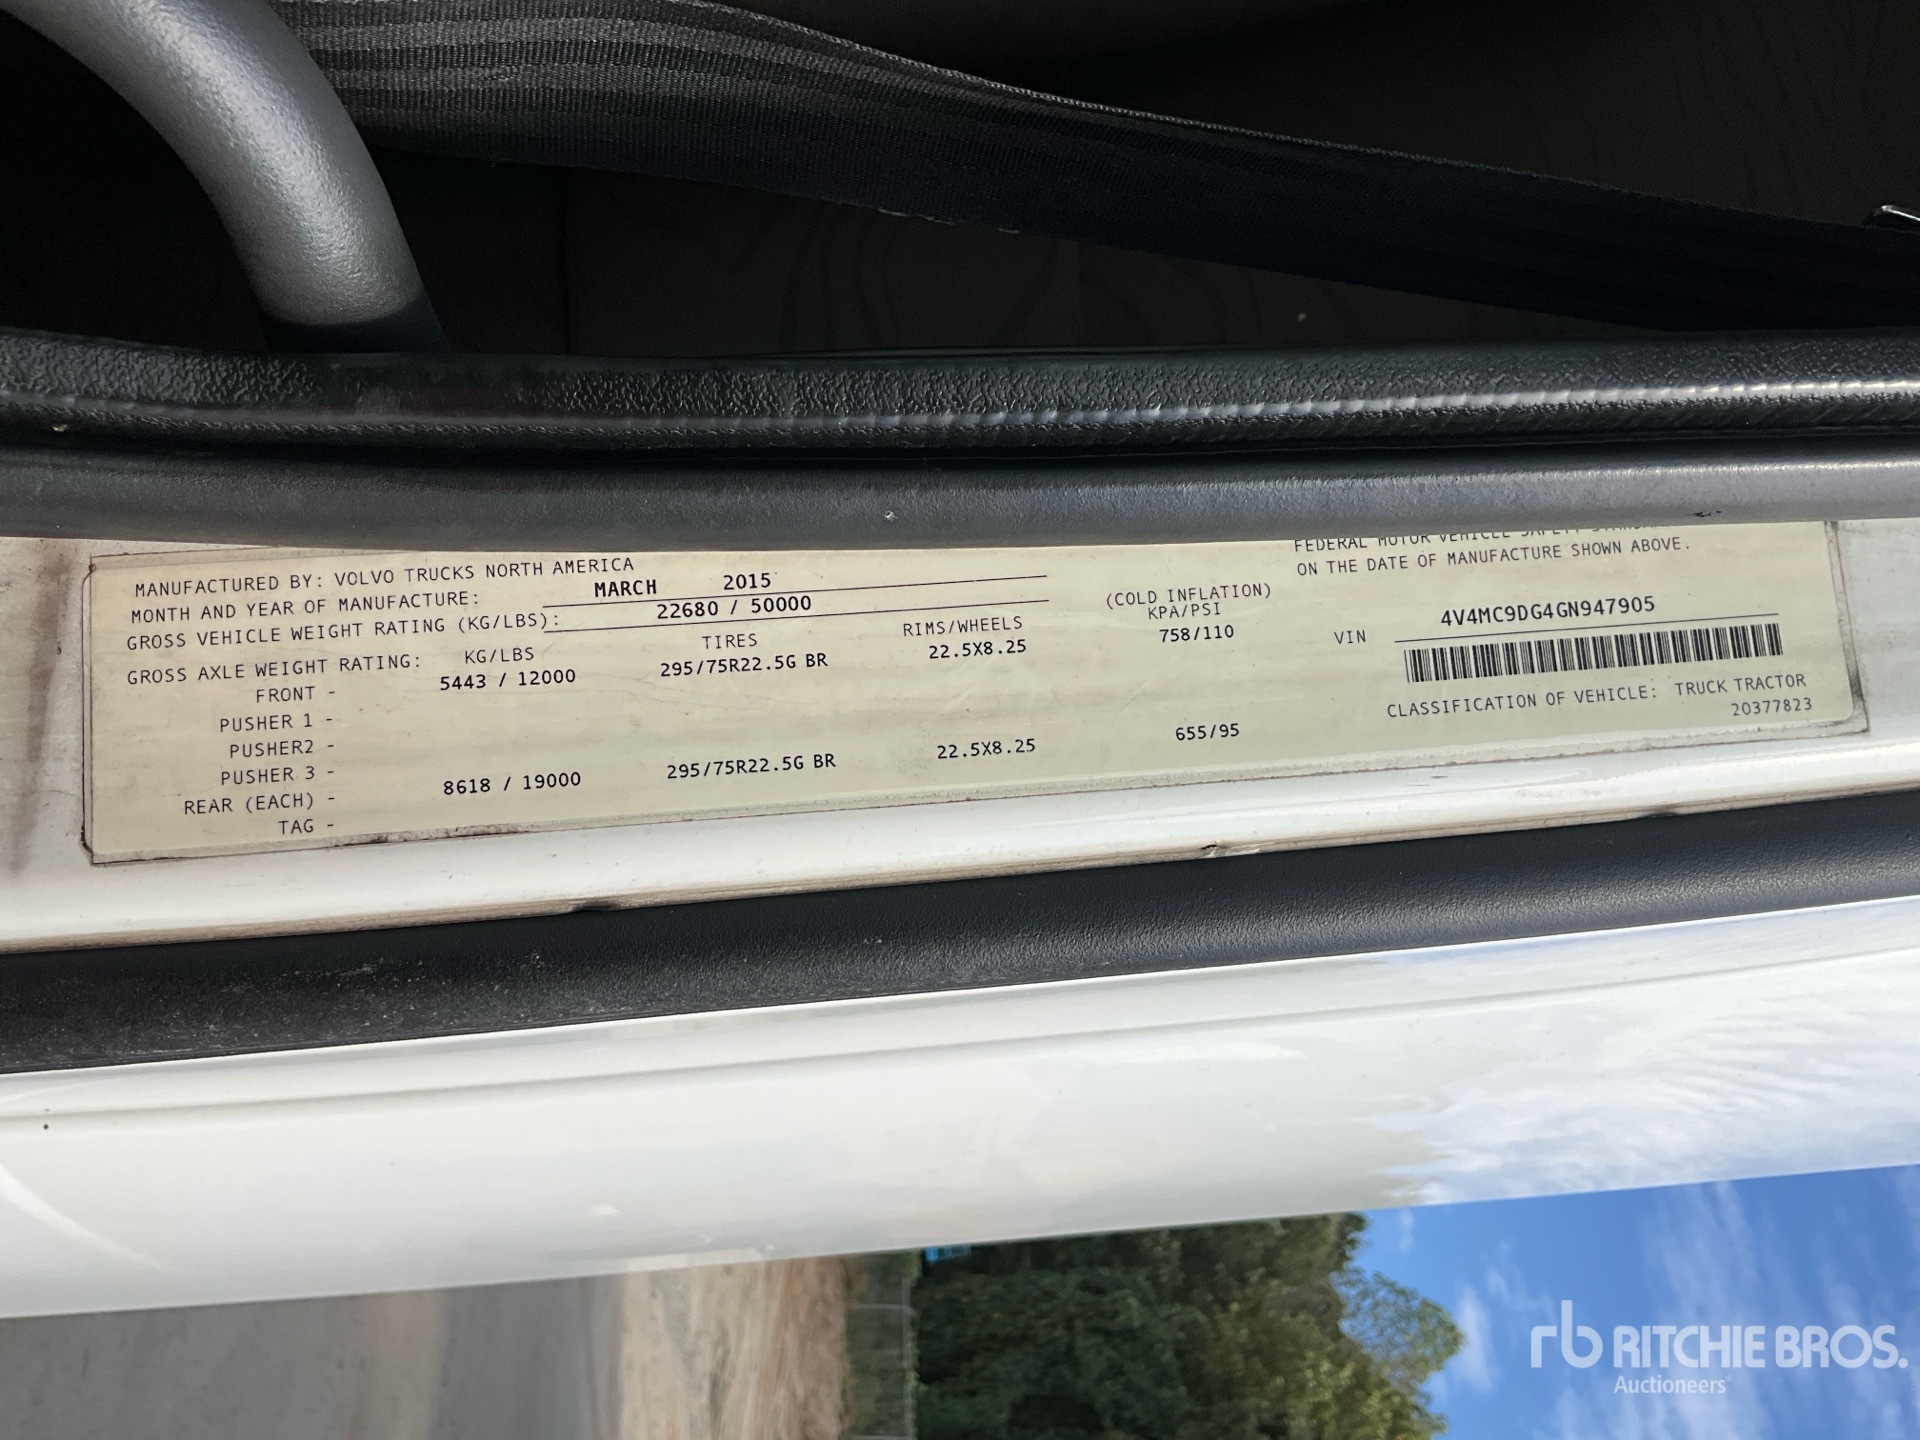 MANUFACTURED BY: VOLVO TRUCKS NORTH AMERICA
MONTH AND YEAR OF MANUFACTURE: MARCH 2015
GROSS VEHICLE WEIGHT RATING (KG/LBS): 22680 / 50000
GROSS AXLE WEIGHT RATING: KG/LBS TIRES RIMS/WHEELS (COLD INFLATION) KPA/PSI
FRONT - 5443 / 12000 295/75R22.5G BR 22.5X8.25 758/110
PUSHER 1 -
PUSHER2 -
PUSHER 3 -
REAR (EACH) - 8618 / 19000 295/75R22.5G BR 22.5X8.25 655/95
TAG -
FEDERAL MOTOR VEHICLE SAFETY
ON THE DATE OF MANUFACTURE SHOWN ABOVE.
VIN 4V4MC9DG4GN947905
CLASSIFICATION OF VEHICLE: TRUCK TRACTOR
20377823
rb RITCHIE BROS.
Auctioneers